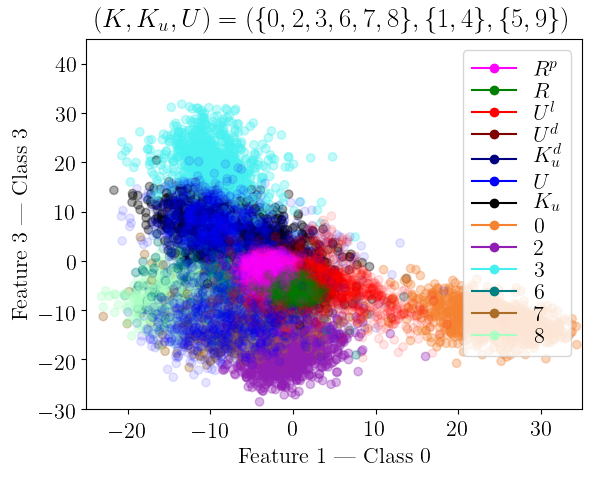 (K, K_u, U) = ({0, 2, 3, 6, 7, 8}, {1, 4}, {5, 9})
40
30
20
10
0
−10
−20
−30
Feature 3 — Class 3
R^p
R
U^l
U^d
K_u^d
U
K_u
0
2
3
6
7
8
−20
−10
0
10
20
30
Feature 1 — Class 0